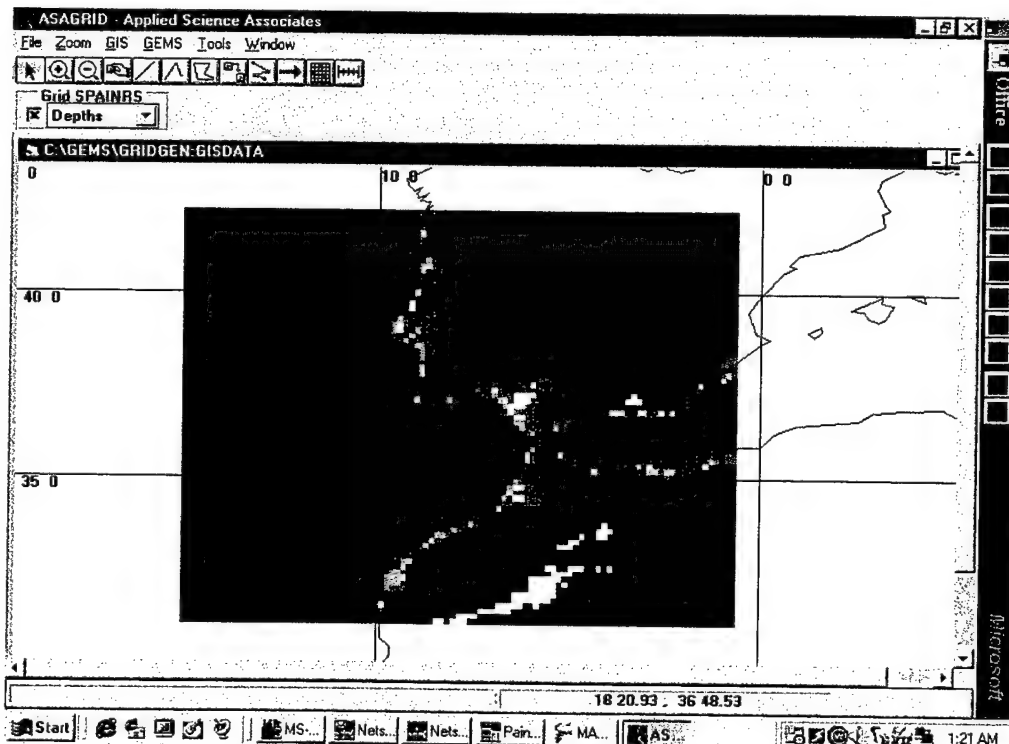 ASAGRID - Applied Science Associates
File Zoom GIS GEMS Tools Window
Grid SPAINRS
Depths
C:\GEMS\GRIDGEN:GISDATA
0 10 0 0 0
40 0
35 0
18 20.93 ; 36 48.53
Office
Microsoft
Start MS-... Nets... Nets... Pain... MA... AS... 1:21 AM